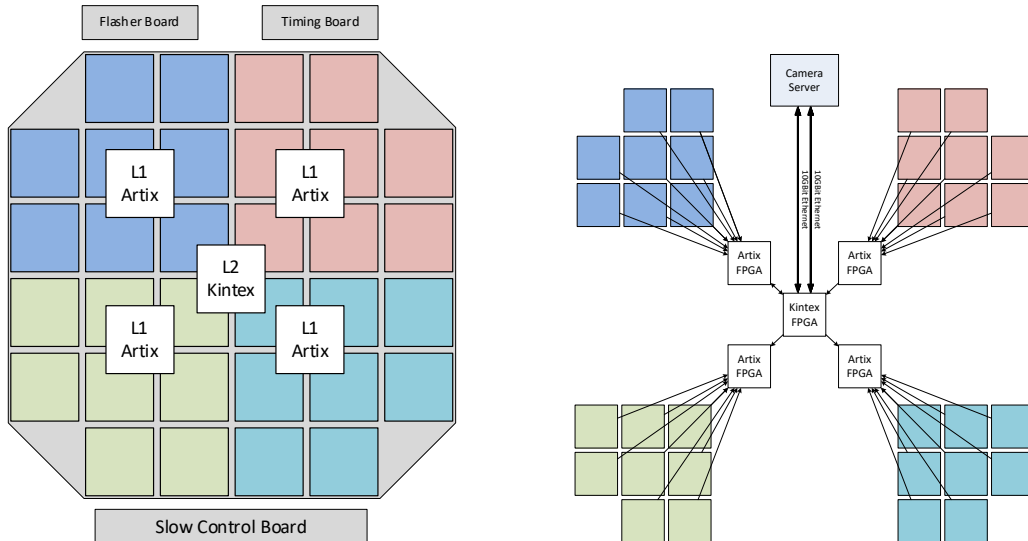 Flasher Board
Timing Board
L1
Artix
L1
Artix
L2
Kintex
L1
Artix
L1
Artix
Slow Control Board
Camera
Server
10GBit Ethernet
10GBit Ethernet
Artix
FPGA
Artix
FPGA
Kintex
FPGA
Artix
FPGA
Artix
FPGA